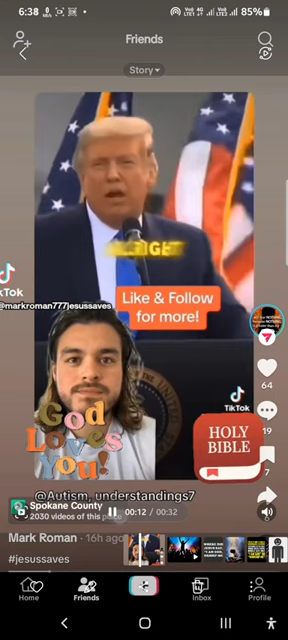 6:38
85%
Friends
Story
Like & Follow
for more!
TikTok
@markroman777jesussaves
God
Loves
You!
TikTok
HOLY
BIBLE
64
19
7
@Autism_understandings7
Spokane County
2030 videos of this place
00:12 / 00:32
Mark Roman · 16h ago
#jesussaves
Home
Friends
Inbox
Profile